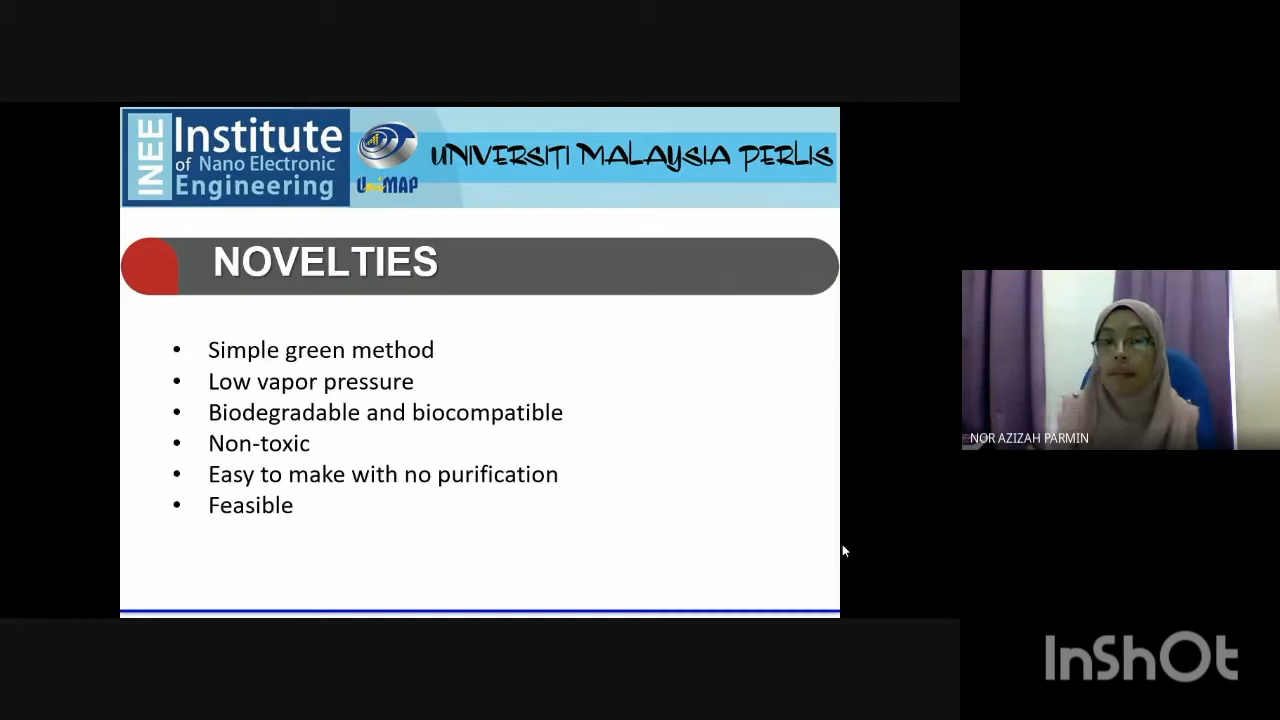 INEE
Institute
of Nano Electronic
Engineering
UniMAP
UNIVERSITI MALAYSIA PERLIS
NOVELTIES
• Simple green method
• Low vapor pressure
• Biodegradable and biocompatible
• Non-toxic
• Easy to make with no purification
• Feasible
NOR AZIZAH PARMIN
InShOt